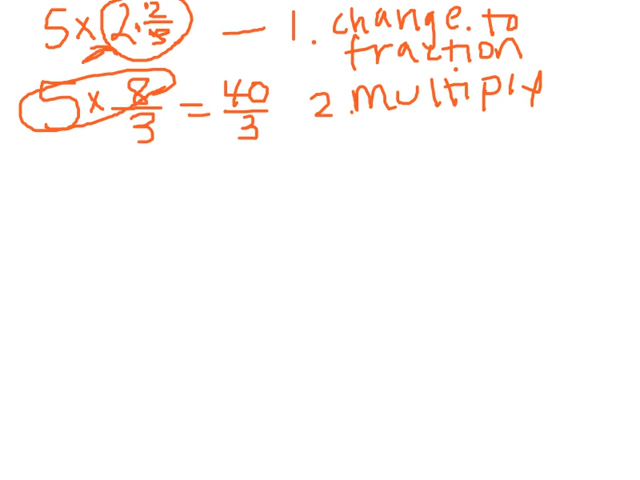 5 × 2 2/3 — 1. change to
fraction
5 × 8/3 = 40/3 2. multiply